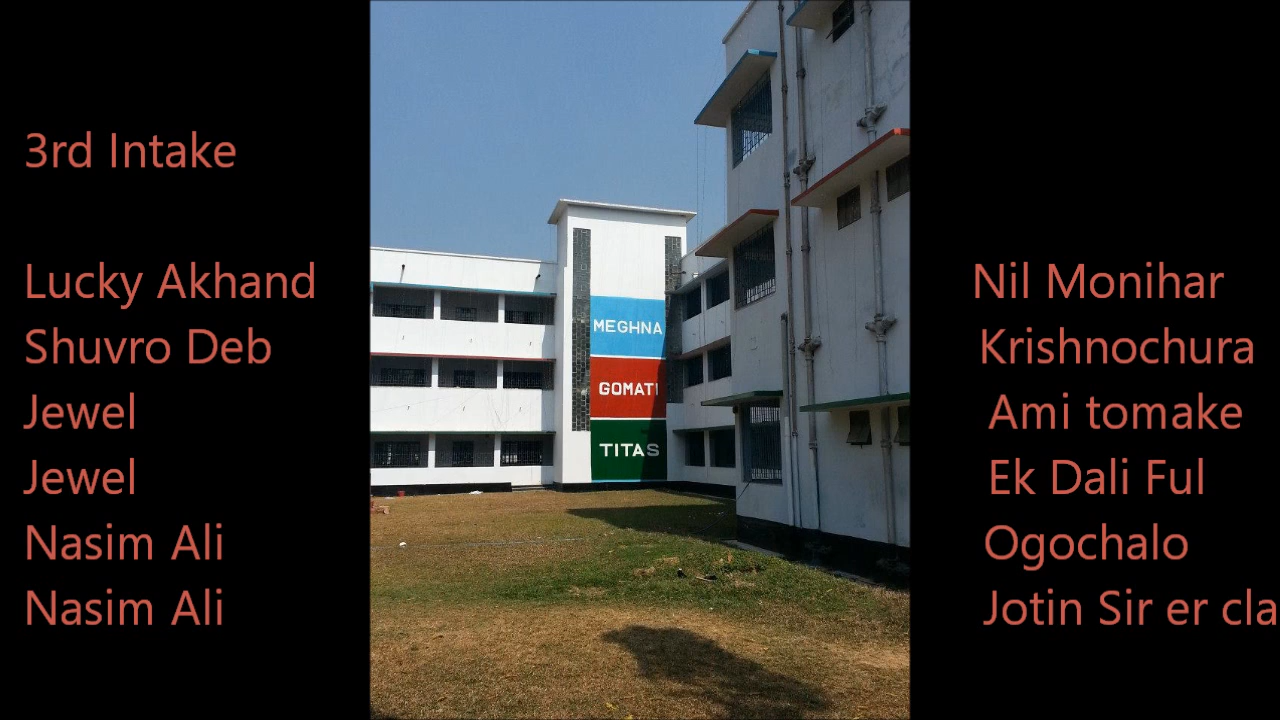 3rd Intake
Lucky Akhand Nil Monihar
Shuvro Deb Krishnochura
Jewel Ami tomake
Jewel Ek Dali Ful
Nasim Ali Ogochalo
Nasim Ali Jotin Sir er cla
MEGHNA
GOMATI
TITAS